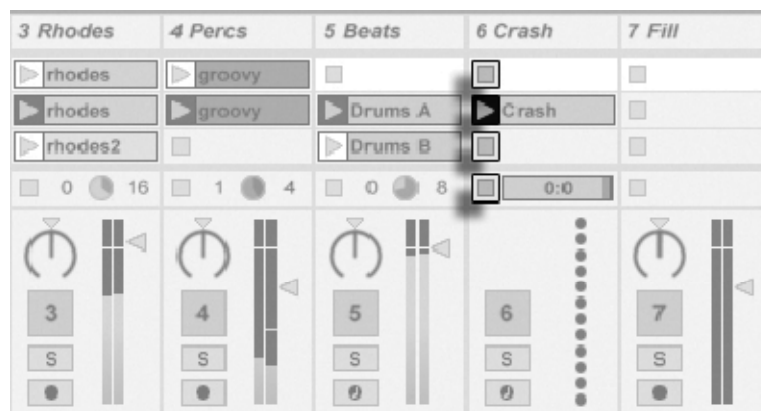 3 Rhodes 4 Percs 5 Beats 6 Crash 7 Fill
rhodes groovy
rhodes groovy Drums A Crash
rhodes2 Drums B
0 16 1 4 0 8 0:0
3 4 5 6 7
S S S S S